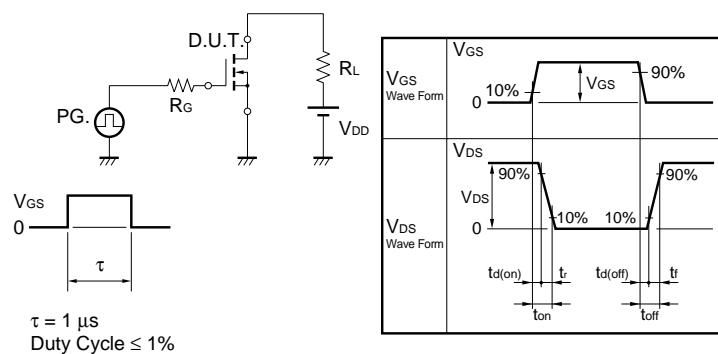 D.U.T.
RL
RG
PG.
VDD
VGS
0
τ
τ = 1 μs
Duty Cycle ≤ 1%
VGS
Wave Form
VGS
10%
VGS
90%
0
VDS
Wave Form
VDS
90%
90%
VDS
10%
10%
0
td(on)
tr
td(off)
tf
ton
toff